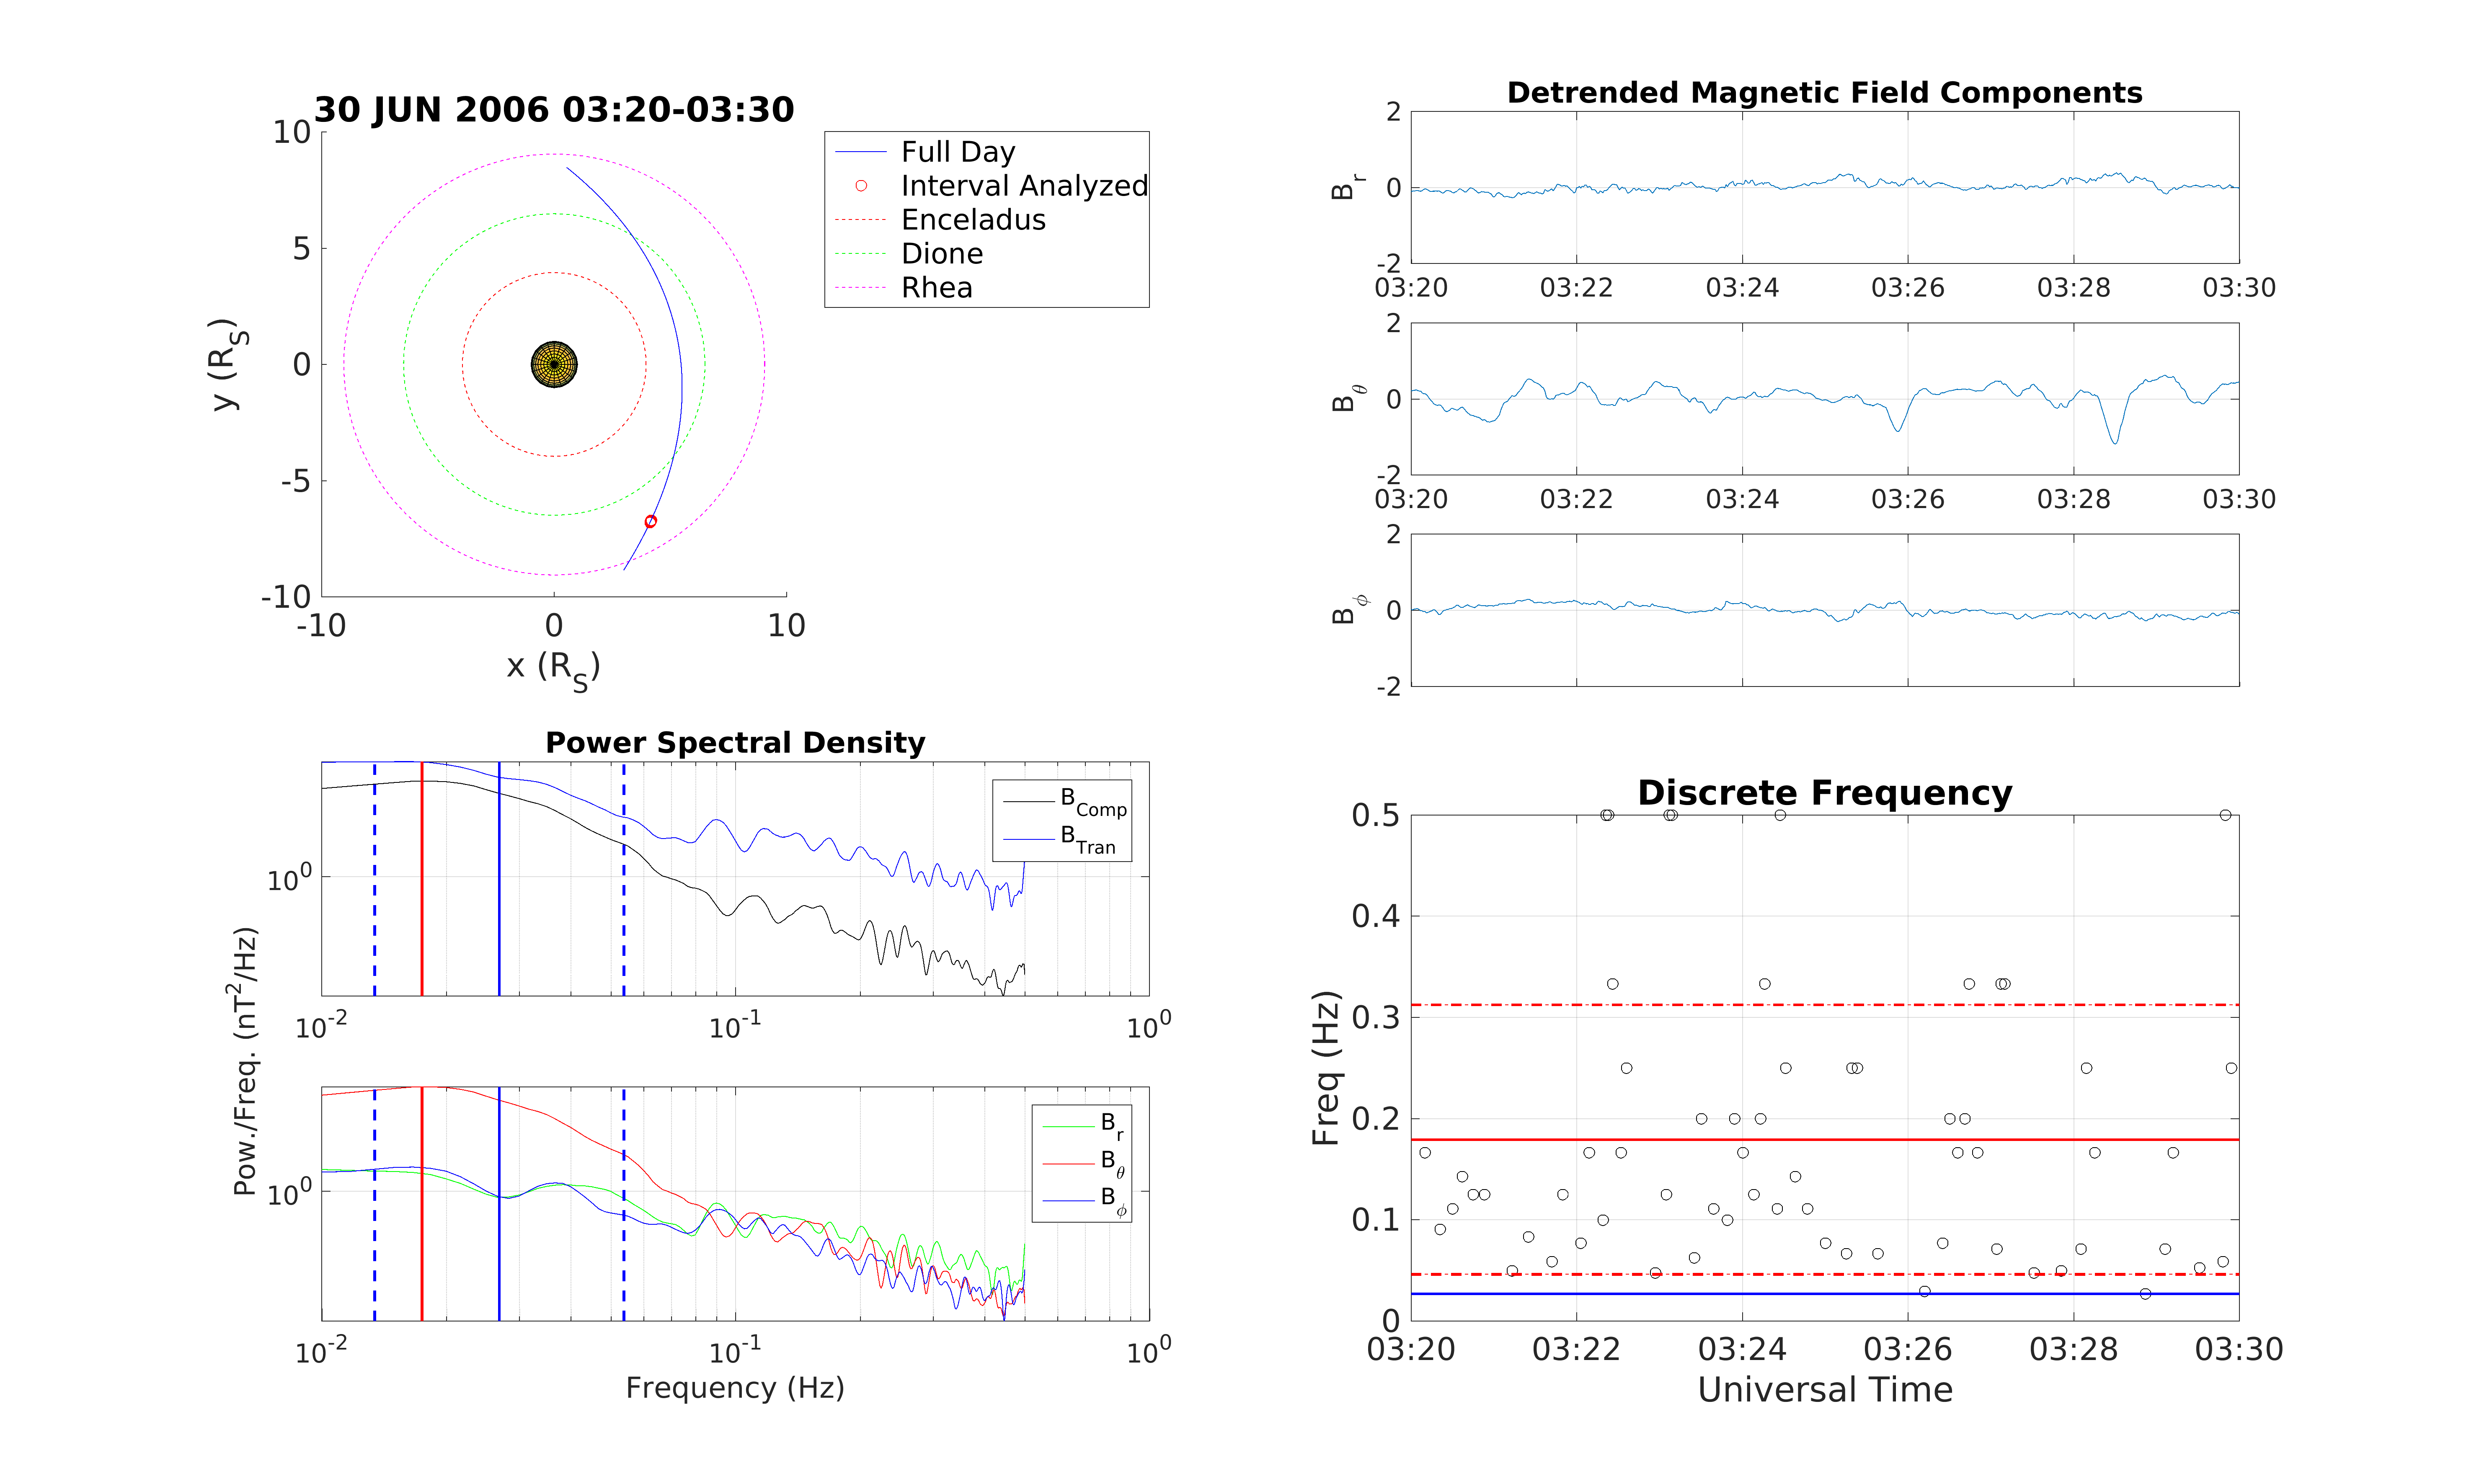 30 JUN 2006 03:20-03:30
10
5
0
-5
-10
-10 0 10
y (R_S)
x (R_S)
Full Day
Interval Analyzed
Enceladus
Dione
Rhea
Detrended Magnetic Field Components
2
0
-2
B_r
03:20 03:22 03:24 03:26 03:28 03:30
2
0
-2
B_θ
03:20 03:22 03:24 03:26 03:28 03:30
2
0
-2
B_ϕ
Power Spectral Density
B_Comp
B_Tran
10^0
10^-2 10^-1 10^0
Pow./Freq. (nT^2/Hz)
B_r
B_θ
B_ϕ
10^0
10^-2 10^-1 10^0
Frequency (Hz)
Discrete Frequency
0.5
0.4
0.3
0.2
0.1
0
Freq (Hz)
03:20 03:22 03:24 03:26 03:28 03:30
Universal Time